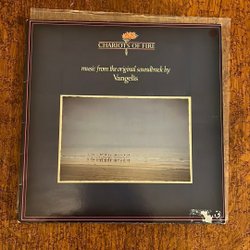 CHARIOTS OF FIRE
music from the original soundtrack by
Vangelis